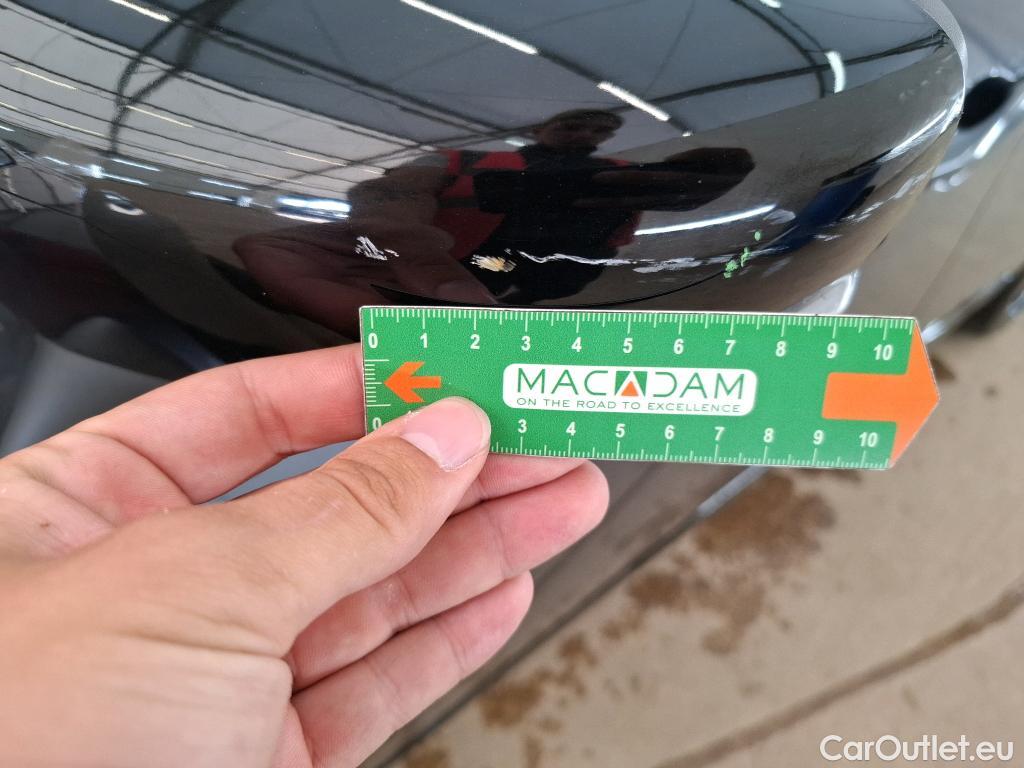 0 1 2 3 4 5 6 7 8 9 10
MACADAM
ON THE ROAD TO EXCELLENCE
0 3 4 5 6 7 8 9 10
CarOutlet.eu